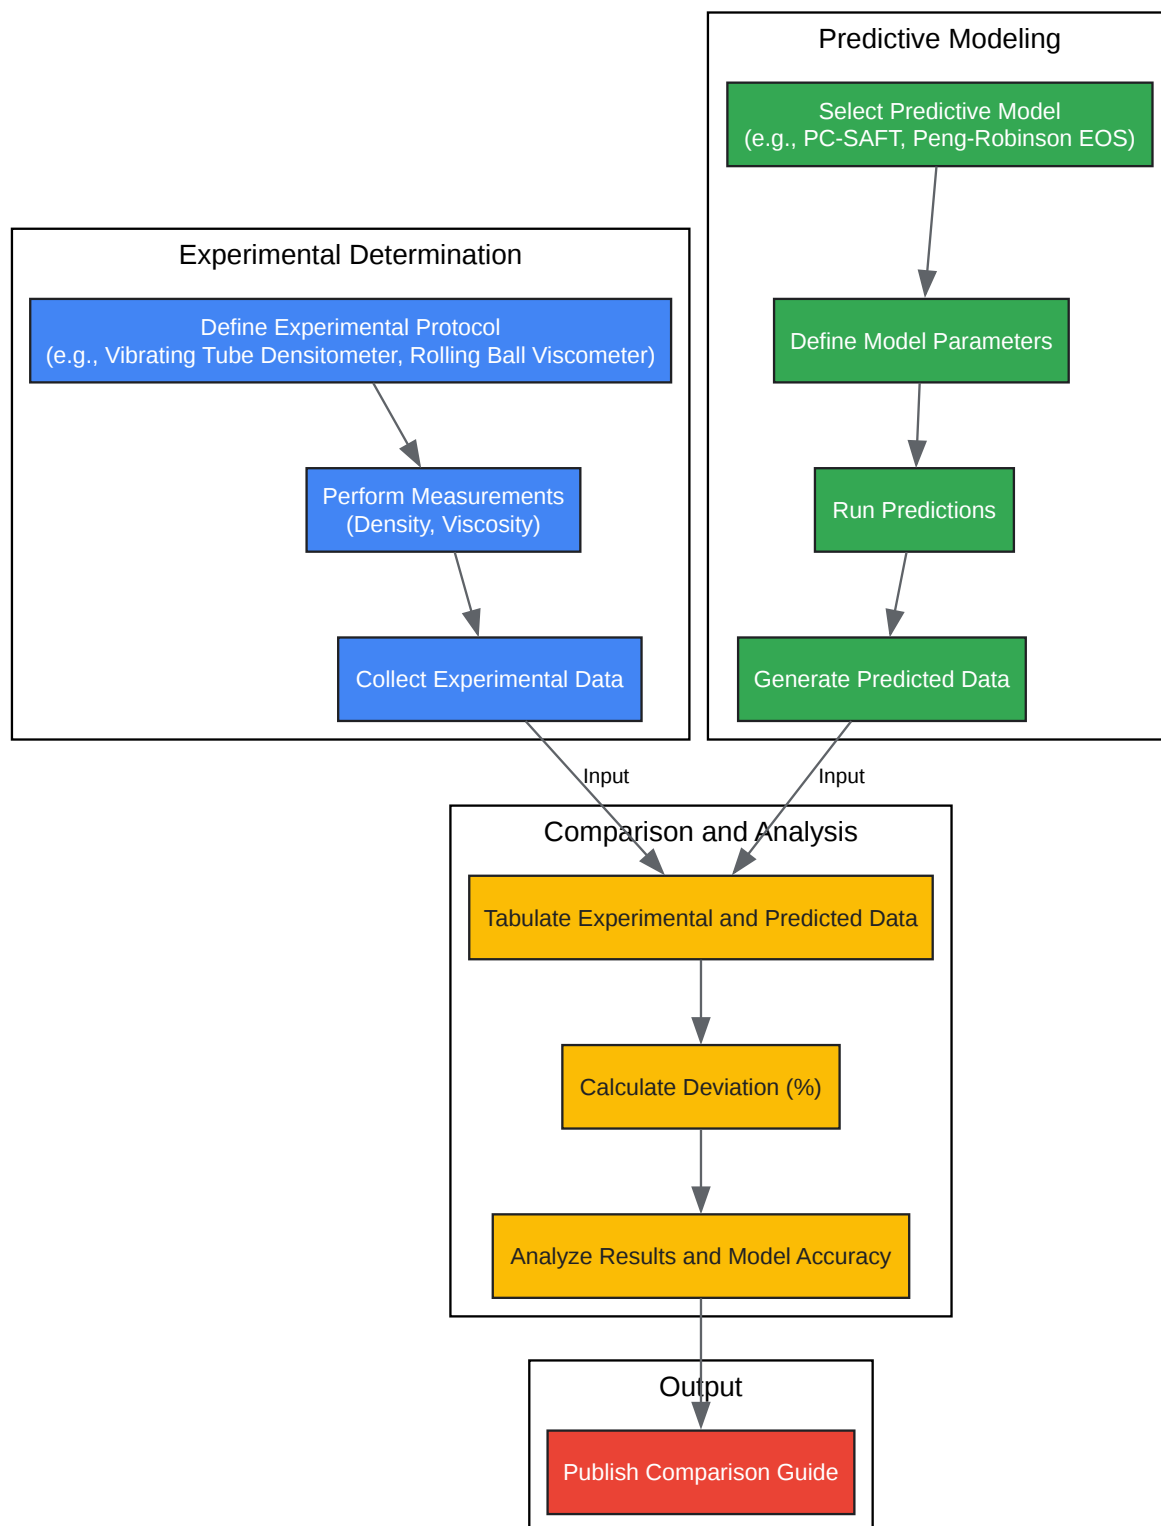 Predictive Modeling
Select Predictive Model
(e.g., PC-SAFT, Peng-Robinson EOS)
Define Model Parameters
Run Predictions
Generate Predicted Data
Experimental Determination
Define Experimental Protocol
(e.g., Vibrating Tube Densitometer, Rolling Ball Viscometer)
Perform Measurements
(Density, Viscosity)
Collect Experimental Data
Input
Input
Comparison and Analysis
Tabulate Experimental and Predicted Data
Calculate Deviation (%)
Analyze Results and Model Accuracy
Output
Publish Comparison Guide